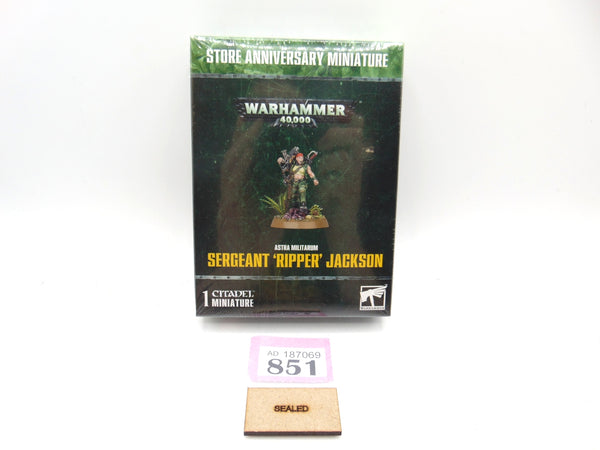 STORE ANNIVERSARY MINIATURE
WARHAMMER
40,000
ASTRA MILITARUM
SERGEANT 'RIPPER' JACKSON
1 CITADEL
MINIATURE
AD 187069
851
SEALED